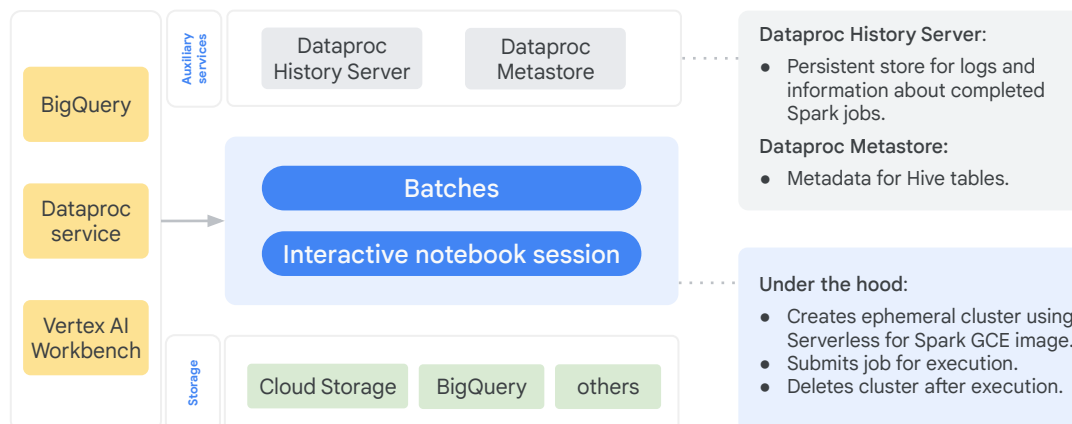 BigQuery
Dataproc
service
Vertex AI
Workbench
Auxiliary
services
Dataproc
History Server
Dataproc
Metastore
Batches
Interactive notebook session
Storage
Cloud Storage
BigQuery
others
Dataproc History Server:
● Persistent store for logs and
information about completed
Spark jobs.
Dataproc Metastore:
● Metadata for Hive tables.
Under the hood:
● Creates ephemeral cluster using
Serverless for Spark GCE image.
● Submits job for execution.
● Deletes cluster after execution.